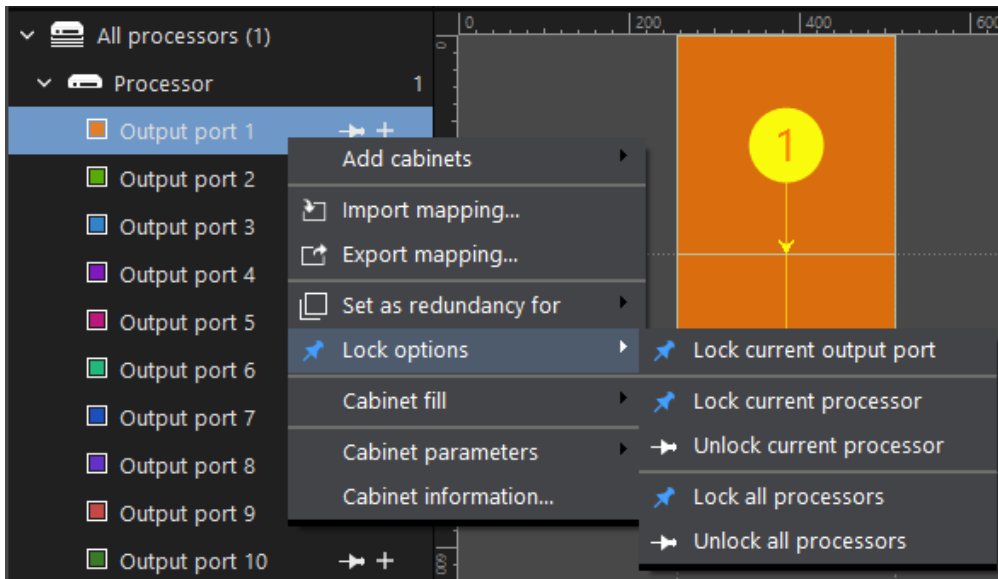 All processors (1)
Processor 1
Output port 1
Output port 2
Output port 3
Output port 4
Output port 5
Output port 6
Output port 7
Output port 8
Output port 9
Output port 10
Add cabinets
Import mapping...
Export mapping...
Set as redundancy for
Lock options
Cabinet fill
Cabinet parameters
Cabinet information...
Lock current output port
Lock current processor
Unlock current processor
Lock all processors
Unlock all processors
0 200 400 600
0
1